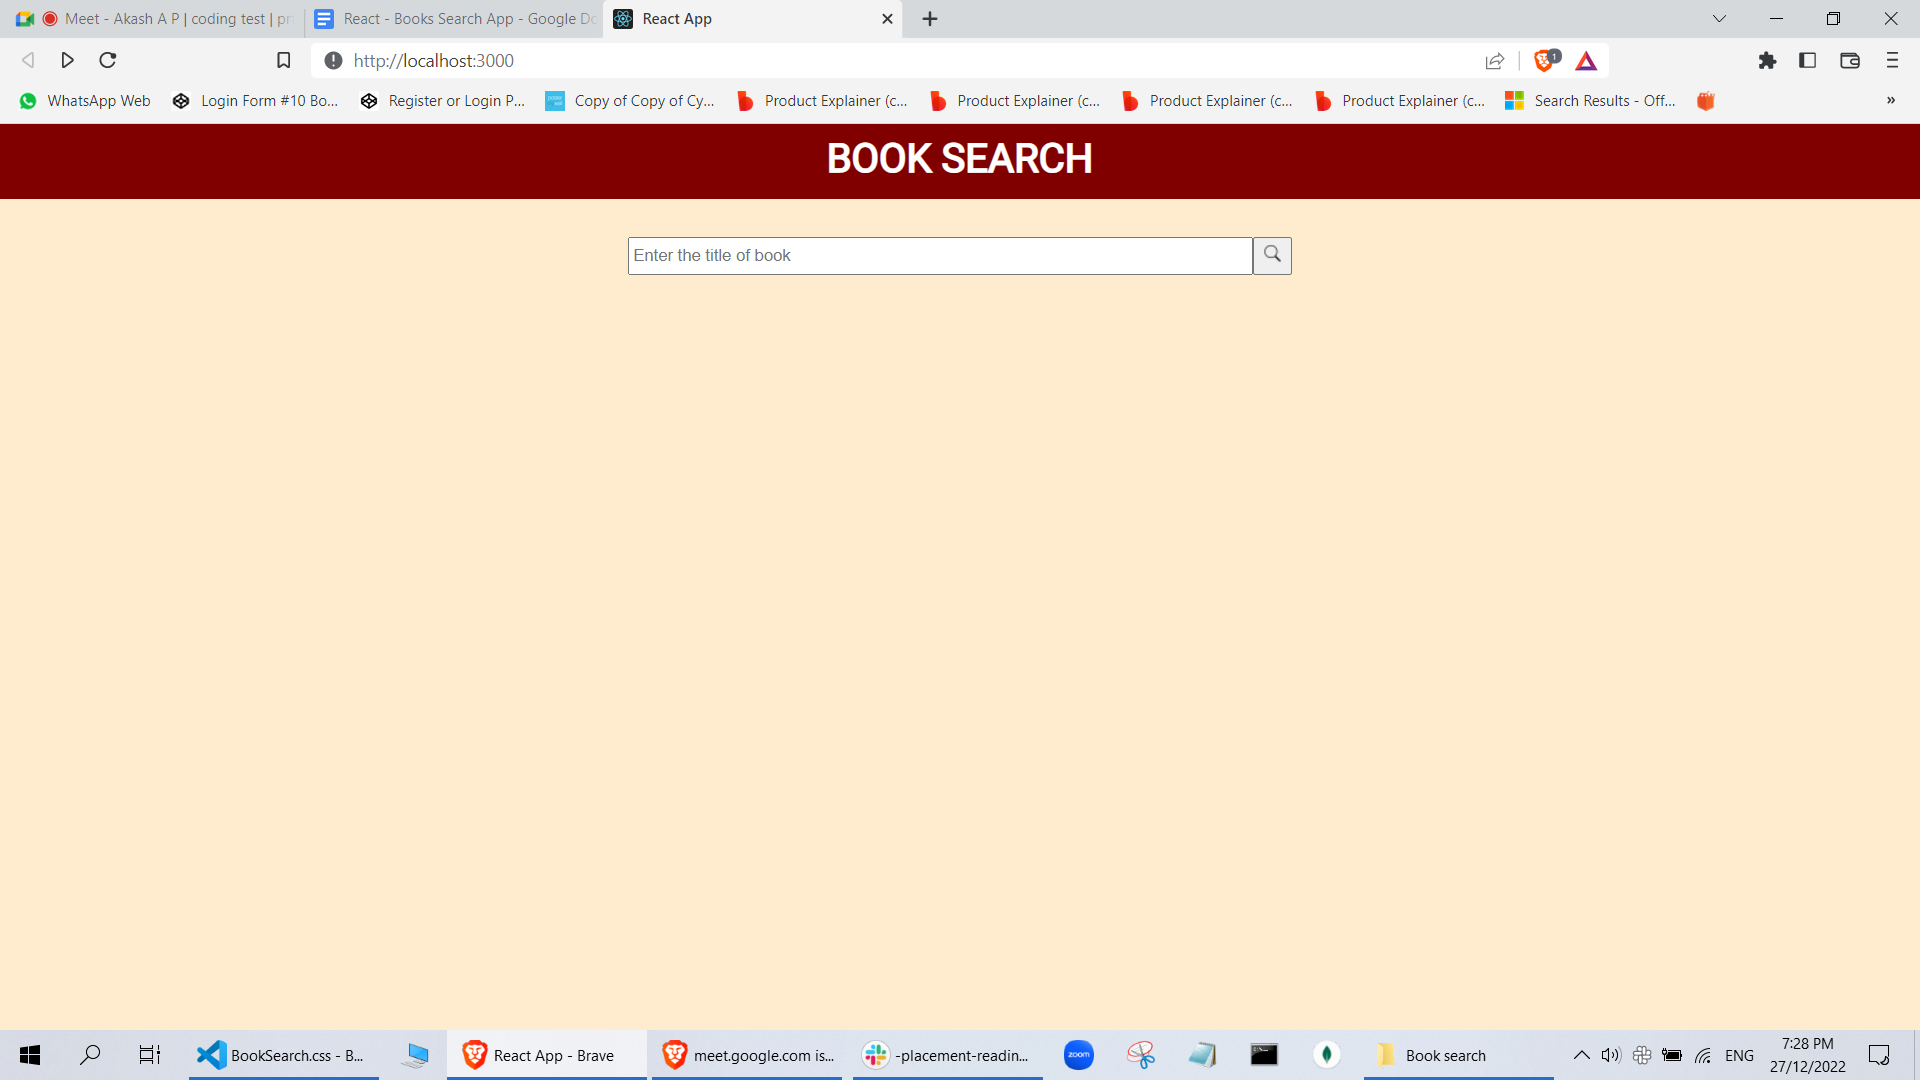 Meet - Akash A P | coding test | pr
React - Books Search App - Google Do
React App
http://localhost:3000
1
WhatsApp Web
Login Form #10 Bo...
Register or Login P...
Copy of Copy of Cy...
Product Explainer (c...
Product Explainer (c...
Product Explainer (c...
Product Explainer (c...
Search Results - Off...
»
BOOK SEARCH
Enter the title of book
BookSearch.css - B...
React App - Brave
meet.google.com is...
-placement-readin...
zoom
Book search
ENG
7:28 PM
27/12/2022